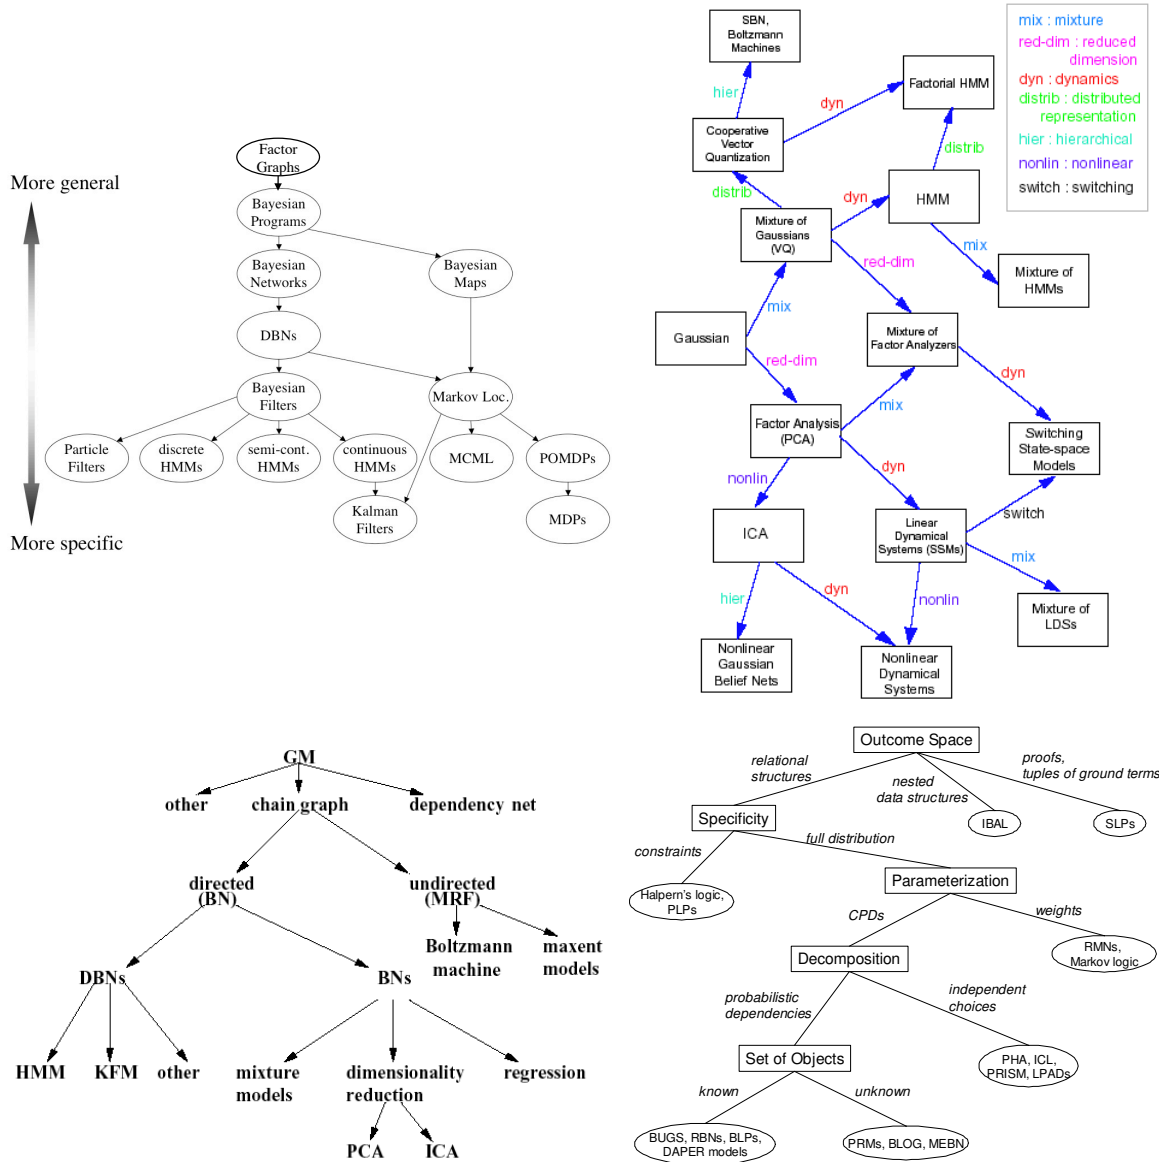 More general
More specific
Factor
Graphs
Bayesian
Programs
Bayesian
Networks
Bayesian
Maps
DBNs
Bayesian
Filters
Markov Loc.
Particle
Filters
discrete
HMMs
semi-cont.
HMMs
continuous
HMMs
MCML
POMDPs
Kalman
Filters
MDPs
SBN,
Boltzmann
Machines
hier
dyn
Factorial HMM
Cooperative
Vector
Quantization
distrib
distrib
dyn
HMM
Mixture of
Gaussians
(VQ)
red-dim
mix
Mixture of
HMMs
mix
Gaussian
Mixture of
Factor Analyzers
red-dim
mix
dyn
Factor Analysis
(PCA)
Switching
State-space
Models
nonlin
dyn
switch
ICA
Linear
Dynamical
Systems (SSMs)
mix
hier
dyn
nonlin
Mixture of
LDSs
Nonlinear
Gaussian
Belief Nets
Nonlinear
Dynamical
Systems
mix : mixture
red-dim : reduced
dimension
dyn : dynamics
distrib : distributed
representation
hier : hierarchical
nonlin : nonlinear
switch : switching
GM
other
chain graph
dependency net
directed
(BN)
undirected
(MRF)
Boltzmann
machine
maxent
models
DBNs
BNs
HMM
KFM
other
mixture
models
dimensionality
reduction
regression
PCA
ICA
Outcome Space
relational
structures
nested
data structures
proofs,
tuples of ground terms
Specificity
IBAL
SLPs
constraints
full distribution
Halpern's logic,
PLPs
Parameterization
CPDs
weights
Decomposition
RMNs,
Markov logic
probabilistic
dependencies
independent
choices
Set of Objects
PHA, ICL,
PRISM, LPADs
known
unknown
BUGS, RBNs, BLPs,
DAPER models
PRMs, BLOG, MEBN